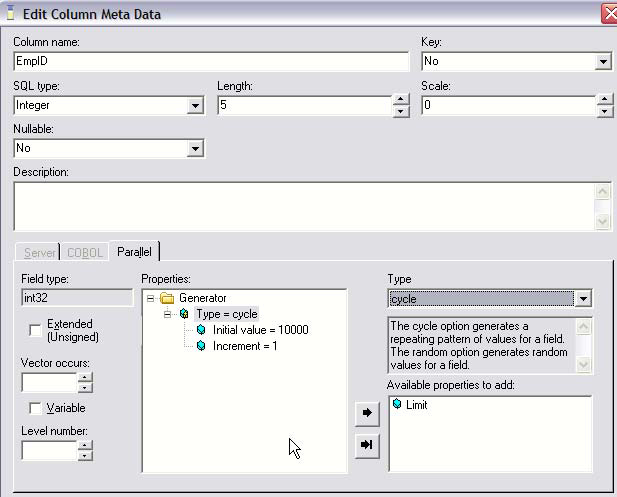 Edit Column Meta Data
Column name:
Key:
EmpID
No
SQL type:
Length:
Scale:
Integer
5
0
Nullable:
No
Description:
Server
COBOL
Parallel
Field type:
Properties:
Type
int32
Generator
cycle
Type = cycle
Extended
(Unsigned)
Initial value = 10000
Increment = 1
The cycle option generates a
repeating pattern of values for a field.
The random option generates random
values for a field.
Vector occurs:
Available properties to add:
Variable
Limit
Level number: